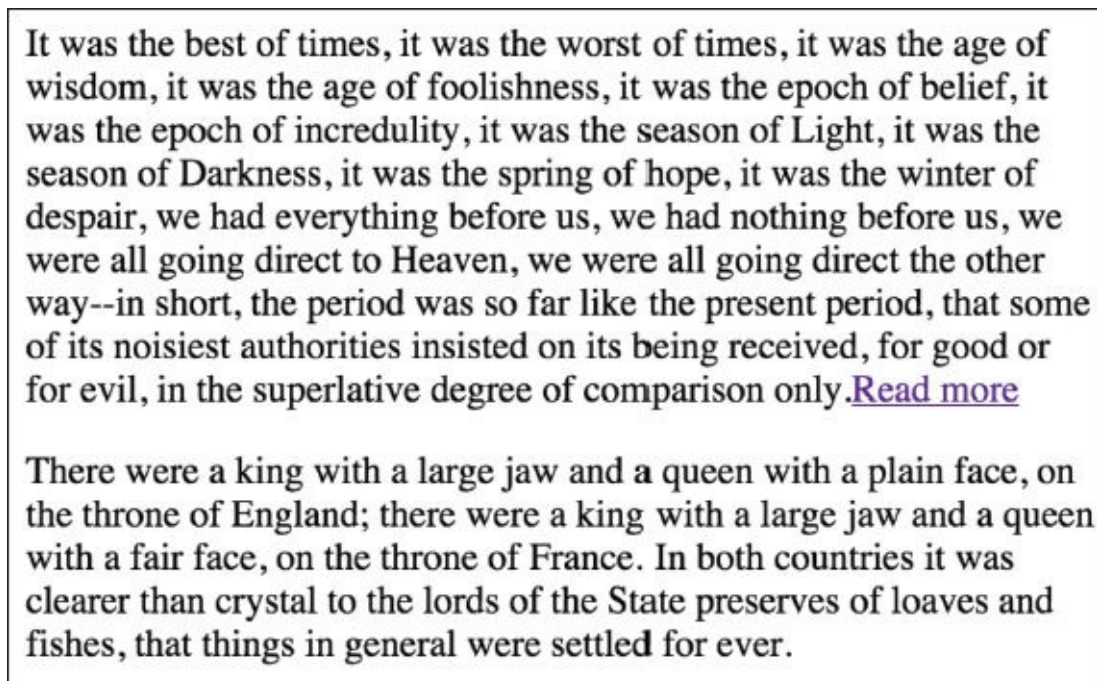 It was the best of times, it was the worst of times, it was the age of
wisdom, it was the age of foolishness, it was the epoch of belief, it
was the epoch of incredulity, it was the season of Light, it was the
season of Darkness, it was the spring of hope, it was the winter of
despair, we had everything before us, we had nothing before us, we
were all going direct to Heaven, we were all going direct the other
way--in short, the period was so far like the present period, that some
of its noisiest authorities insisted on its being received, for good or
for evil, in the superlative degree of comparison only.Read more
There were a king with a large jaw and a queen with a plain face, on
the throne of England; there were a king with a large jaw and a queen
with a fair face, on the throne of France. In both countries it was
clearer than crystal to the lords of the State preserves of loaves and
fishes, that things in general were settled for ever.